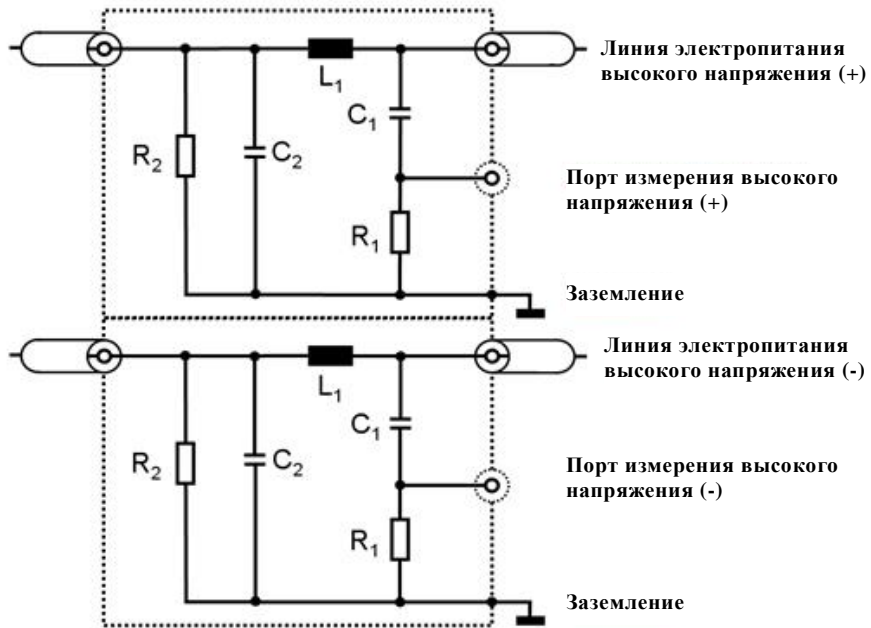 Линия электропитания
высокого напряжения (+)
L1
C1
R2
C2
Порт измерения высокого
напряжения (+)
R1
Заземление
Линия электропитания
высокого напряжения (-)
L1
C1
R2
C2
Порт измерения высокого
напряжения (-)
R1
Заземление